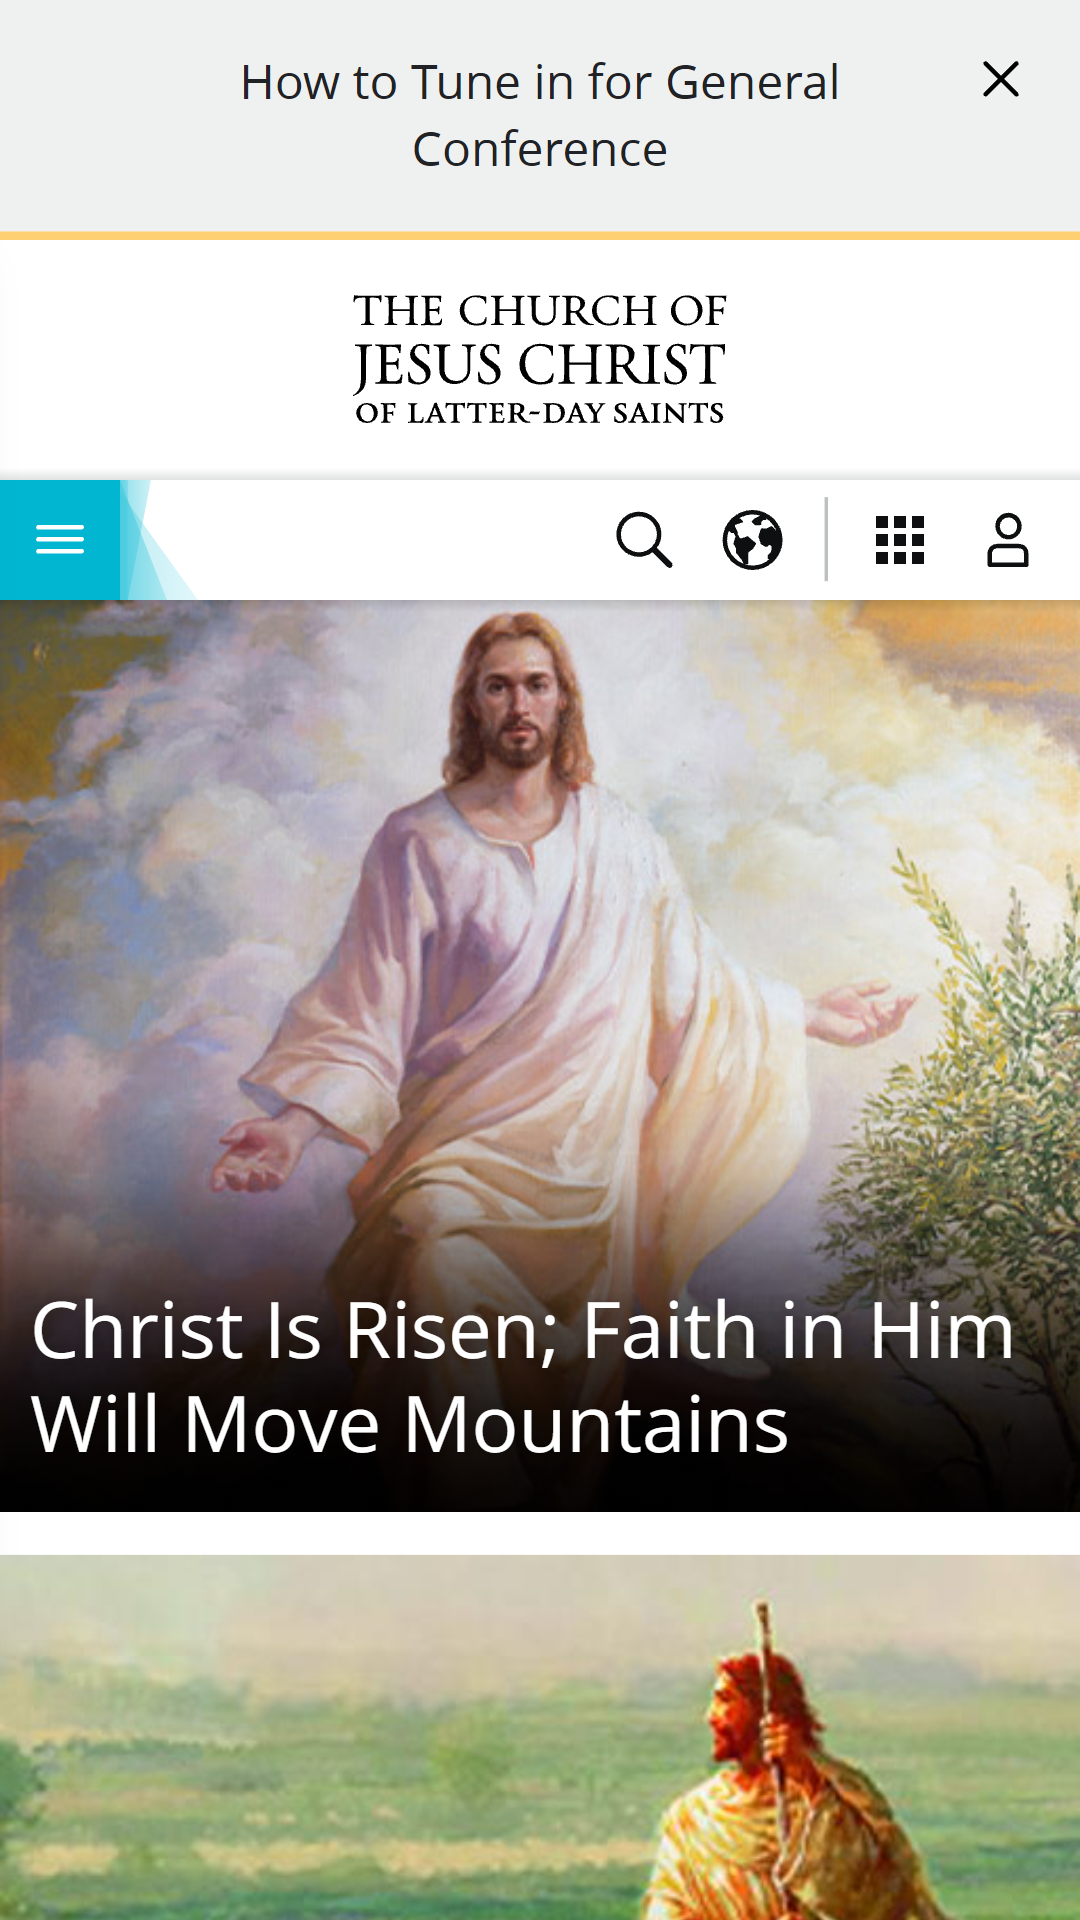 How to Tune in for General
Conference
THE CHURCH OF
JESUS CHRIST
OF LATTER-DAY SAINTS
Christ Is Risen; Faith in Him
Will Move Mountains